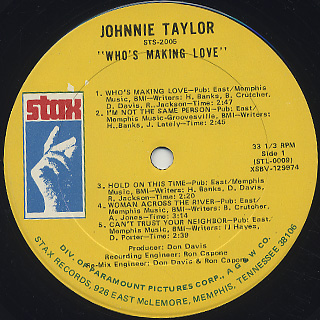 JOHNNIE TAYLOR
STS-2005
"WHO'S MAKING LOVE"
1. WHO'S MAKING LOVE—Pub: East/Memphis
Music, BMI—Writers: H. Banks, B. Crutcher,
D. Davis, R. Jackson—Time: 2:47
2. I'M NOT THE SAME PERSON—Pub: East/
Memphis Music-Groovesville, BMI—Writers:
H. Banks, J. Lately—Time: 2:45
stax
33 1/3 RPM
Side 1
(STL-0009)
XSBV-129974
3. HOLD ON THIS TIME—Pub: East/Memphis
Music, BMI—Writers: H. Banks, D. Davis,
R. Jackson—Time: 2:20
4. WOMAN ACROSS THE RIVER—Pub: East/
Memphis Music, BMI—Writers: B. Crutcher,
A. Jones—Time: 3:14
5. CAN'T TRUST YOUR NEIGHBOR—Pub: East/
Memphis Music, BMI—Writers: I Hayes,
D. Porter—Time: 2:39
Producer: Don Davis
Recording Engineer: Ron Capone
Re-Mix Engineer: Don Davis & Ron Capone
STAX RECORDS, 926 EAST McLEMORE, MEMPHIS, TENNESSEE 38106
DIV. OF PARAMOUNT PICTURES CORP., A G W CO.